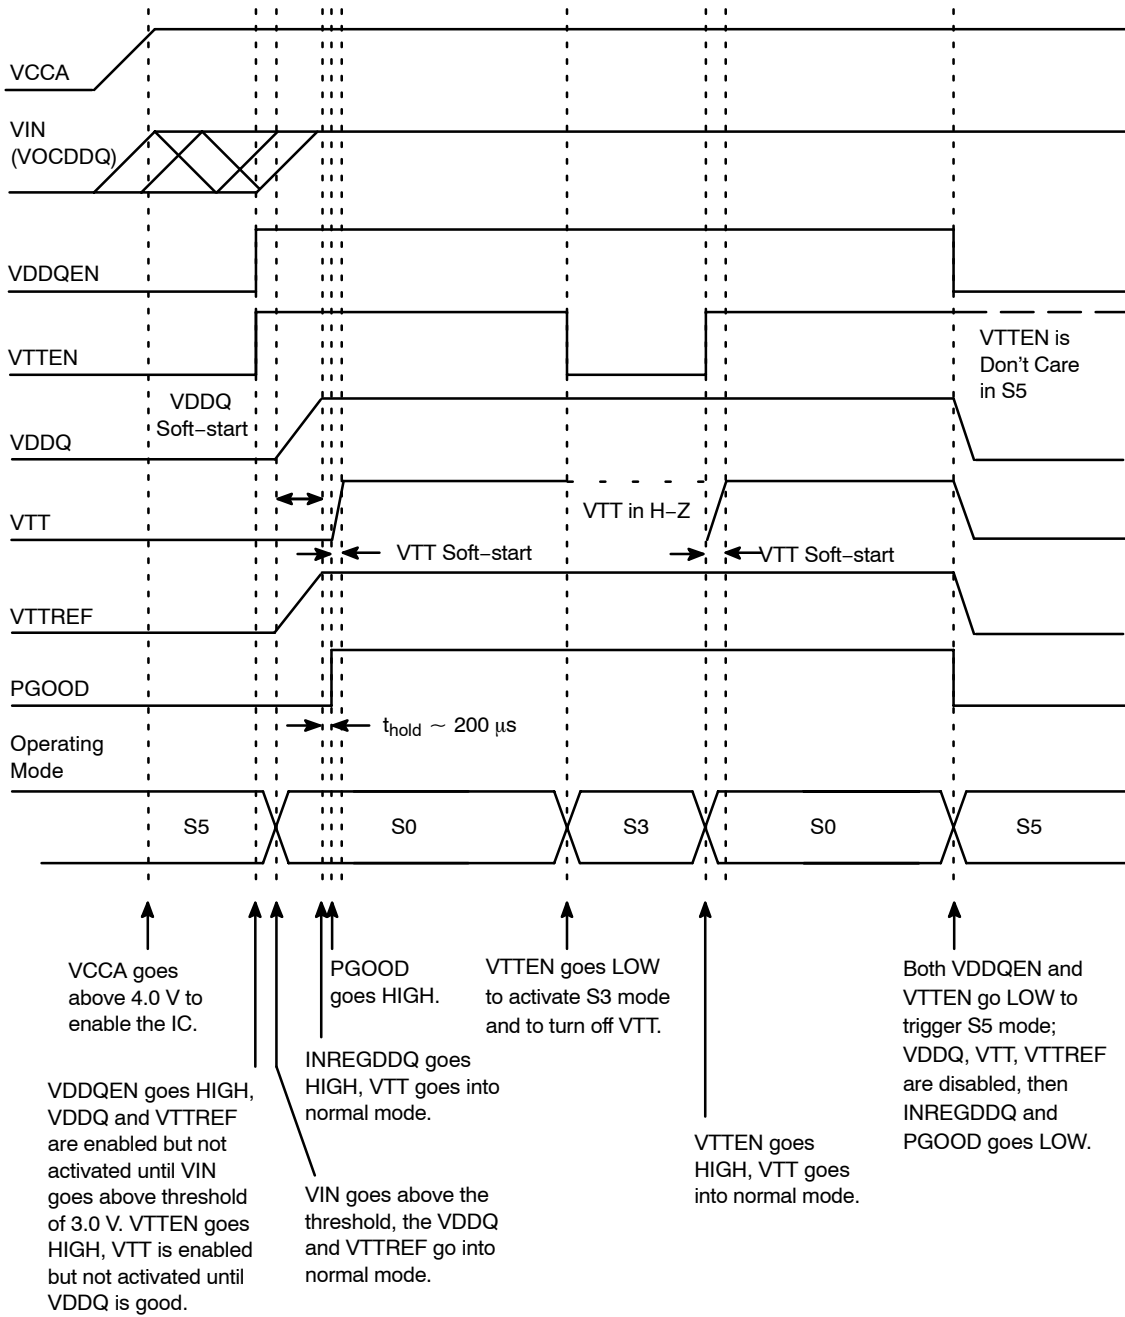 VCCA
VIN
(VOCDDQ)
VDDQEN
VTTEN
VTTEN is
Don't Care
in S5
VDDQ
Soft−start
VDDQ
VTT in H−Z
VTT
VTT Soft−start
VTT Soft−start
VTTREF
PGOOD
thold ~ 200 μs
Operating
Mode
S5
S0
S3
S0
S5
VCCA goes
above 4.0 V to
enable the IC.
VDDQEN goes HIGH,
VDDQ and VTTREF
are enabled but not
activated until VIN
goes above threshold
of 3.0 V. VTTEN goes
HIGH, VTT is enabled
but not activated until
VDDQ is good.
PGOOD
goes HIGH.
INREGDDQ goes
HIGH, VTT goes into
normal mode.
VIN goes above the
threshold, the VDDQ
and VTTREF go into
normal mode.
VTTEN goes LOW
to activate S3 mode
and to turn off VTT.
VTTEN goes
HIGH, VTT goes
into normal mode.
Both VDDQEN and
VTTEN go LOW to
trigger S5 mode;
VDDQ, VTT, VTTREF
are disabled, then
INREGDDQ and
PGOOD goes LOW.